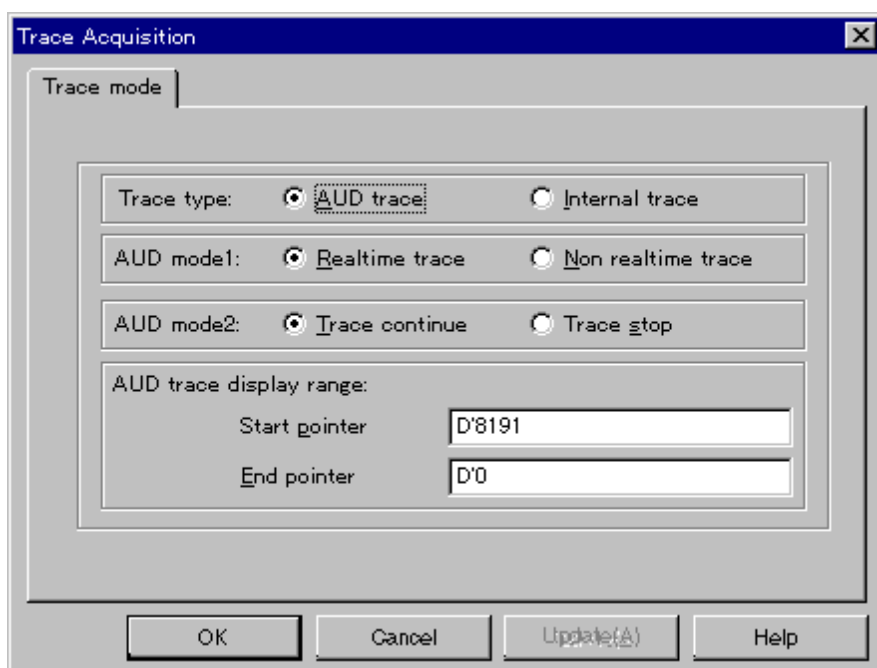 Trace Acquisition
Trace mode
Trace type: AUD trace Internal trace
AUD mode1: Realtime trace Non realtime trace
AUD mode2: Trace continue Trace stop
AUD trace display range:
Start pointer D'8191
End pointer D'0
OK Cancel Update(A) Help